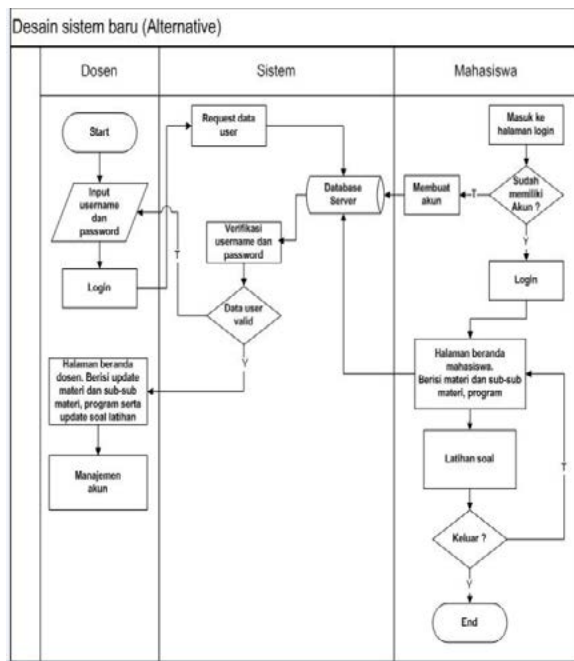 Desain sistem baru (Alternative)
Dosen
Sistem
Mahasiswa
Start
Input
username
dan
password
Login
Halaman beranda
dosen. Berisi update
materi dan sub-sub
materi, program serta
update soal latihan
Manajemen
akun
Request data
user
Database
Server
Verifikasi
username dan
password
T
Data user
valid
Y
Masuk ke
halaman login
Sudah
memiliki
Akun ?
T
Membuat
akun
Y
Login
Halaman beranda
mahasiswa.
Berisi materi dan sub-sub
materi, program
Latihan soal
T
Keluar ?
Y
End